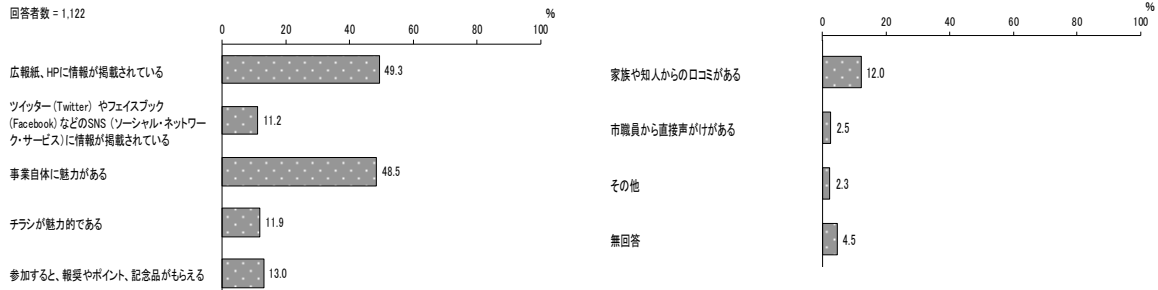 回答者数 = 1,122
%
0 20 40 60 80 100
広報紙、HPに情報が掲載されている
49.3
ツイッター(Twitter) やフェイスブック
(Facebook)などのSNS (ソーシャル・ネットワー
ク・サービス)に情報が掲載されている
11.2
事業自体に魅力がある
48.5
チラシが魅力的である
11.9
参加すると、報奨やポイント、記念品がもらえる
13.0
%
0 20 40 60 80 100
家族や知人からの口コミがある
12.0
市職員から直接声がけがある
2.5
その他
2.3
無回答
4.5